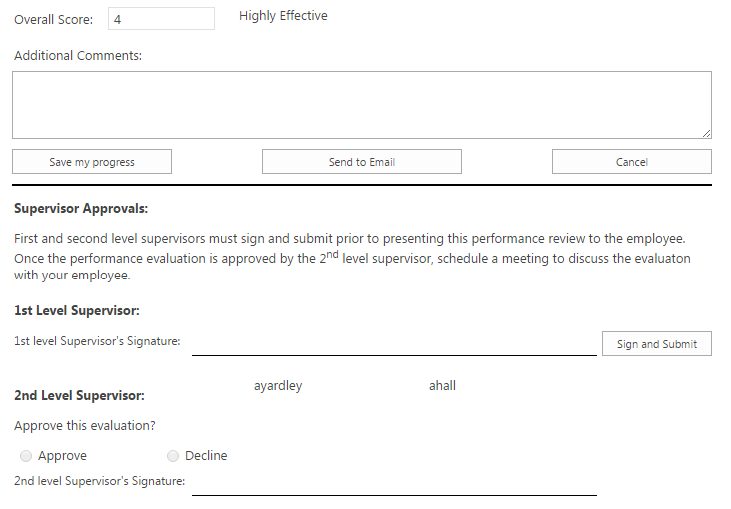 Overall Score: 4 Highly Effective
Additional Comments:
Save my progress Send to Email Cancel
Supervisor Approvals:
First and second level supervisors must sign and submit prior to presenting this performance review to the employee.
Once the performance evaluation is approved by the 2nd level supervisor, schedule a meeting to discuss the evaluaton
with your employee.
1st Level Supervisor:
1st level Supervisor's Signature: Sign and Submit
ayardley ahall
2nd Level Supervisor:
Approve this evaluation?
Approve Decline
2nd level Supervisor's Signature: